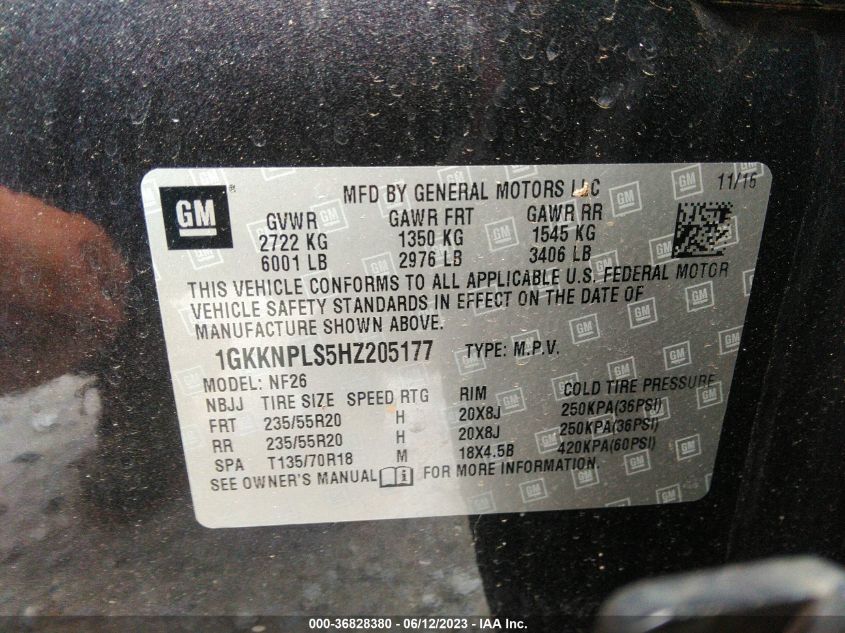 GM
®
MFD BY GENERAL MOTORS LLC
11/16
GVWR GAWR FRT GAWR RR
2722 KG 1350 KG 1545 KG
6001 LB 2976 LB 3406 LB
THIS VEHICLE CONFORMS TO ALL APPLICABLE U.S. FEDERAL MOTOR
VEHICLE SAFETY STANDARDS IN EFFECT ON THE DATE OF
MANUFACTURE SHOWN ABOVE.
1GKKNPLS5HZ205177 TYPE: M.P.V.
MODEL: NF26
NBJJ TIRE SIZE SPEED RTG RIM COLD TIRE PRESSURE
FRT 235/55R20 H 20X8J 250KPA(36PSI)
RR 235/55R20 H 20X8J 250KPA(36PSI)
SPA T135/70R18 M 18X4.5B 420KPA(60PSI)
SEE OWNER'S MANUAL FOR MORE INFORMATION.
000-36828380 - 06/12/2023 - IAA Inc.